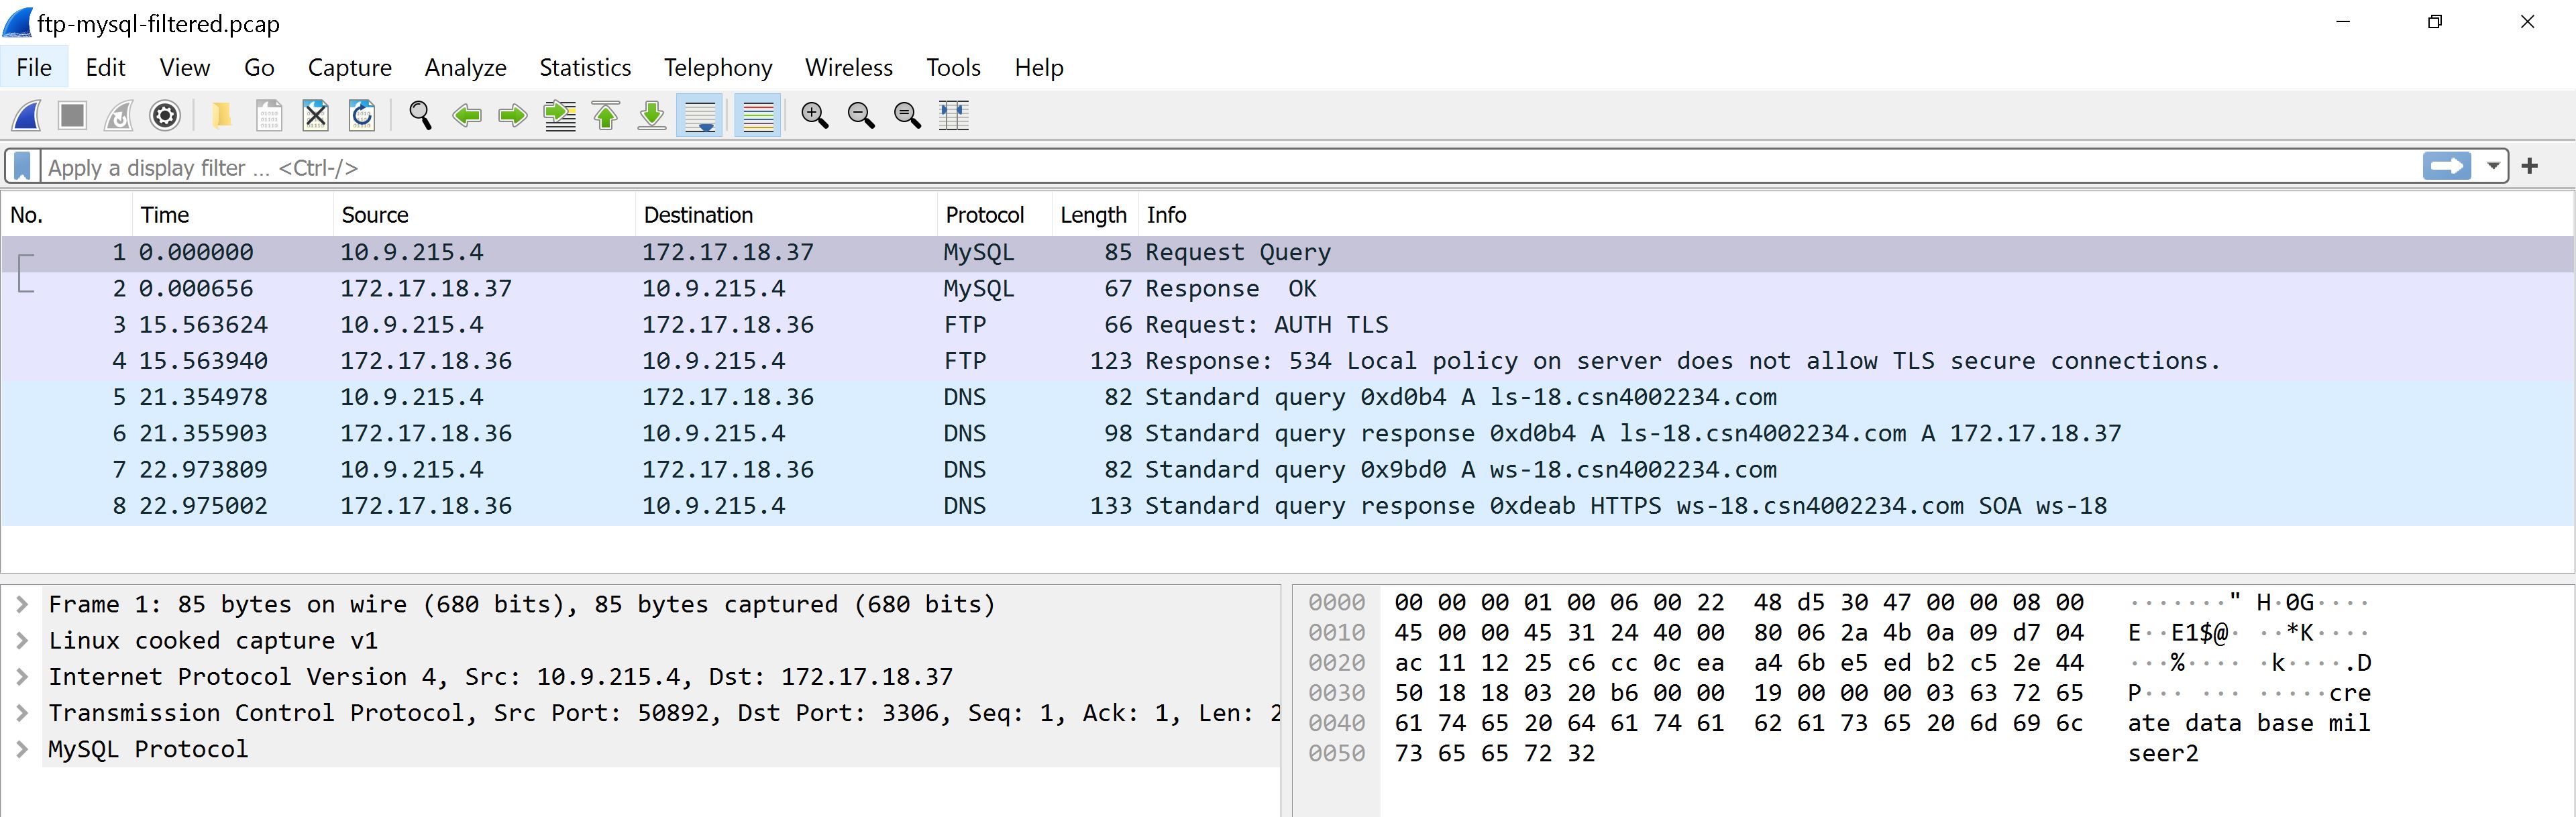 ftp-mysql-filtered.pcap
File Edit View Go Capture Analyze Statistics Telephony Wireless Tools Help
Apply a display filter ... <Ctrl-/>
No. Time Source Destination Protocol Length Info
1 0.000000 10.9.215.4 172.17.18.37 MySQL 85 Request Query
2 0.000656 172.17.18.37 10.9.215.4 MySQL 67 Response OK
3 15.563624 10.9.215.4 172.17.18.36 FTP 66 Request: AUTH TLS
4 15.563940 172.17.18.36 10.9.215.4 FTP 123 Response: 534 Local policy on server does not allow TLS secure connections.
5 21.354978 10.9.215.4 172.17.18.36 DNS 82 Standard query 0xd0b4 A ls-18.csn4002234.com
6 21.355903 172.17.18.36 10.9.215.4 DNS 98 Standard query response 0xd0b4 A ls-18.csn4002234.com A 172.17.18.37
7 22.973809 10.9.215.4 172.17.18.36 DNS 82 Standard query 0x9bd0 A ws-18.csn4002234.com
8 22.975002 172.17.18.36 10.9.215.4 DNS 133 Standard query response 0xdeab HTTPS ws-18.csn4002234.com SOA ws-18
Frame 1: 85 bytes on wire (680 bits), 85 bytes captured (680 bits)
Linux cooked capture v1
Internet Protocol Version 4, Src: 10.9.215.4, Dst: 172.17.18.37
Transmission Control Protocol, Src Port: 50892, Dst Port: 3306, Seq: 1, Ack: 1, Len: 2
MySQL Protocol
0000 00 00 00 01 00 06 00 22 48 d5 30 47 00 00 08 00 ·······" H·0G····
0010 45 00 00 45 31 24 40 00 80 06 2a 4b 0a 09 d7 04 E··E1$@· ··*K····
0020 ac 11 12 25 c6 cc 0c ea a4 6b e5 ed b2 c5 2e 44 ···%···· ·k····.D
0030 50 18 18 03 20 b6 00 00 19 00 00 00 03 63 72 65 P··· ··· ·····cre
0040 61 74 65 20 64 61 74 61 62 61 73 65 20 6d 69 6c ate data base mil
0050 73 65 65 72 32 seer2